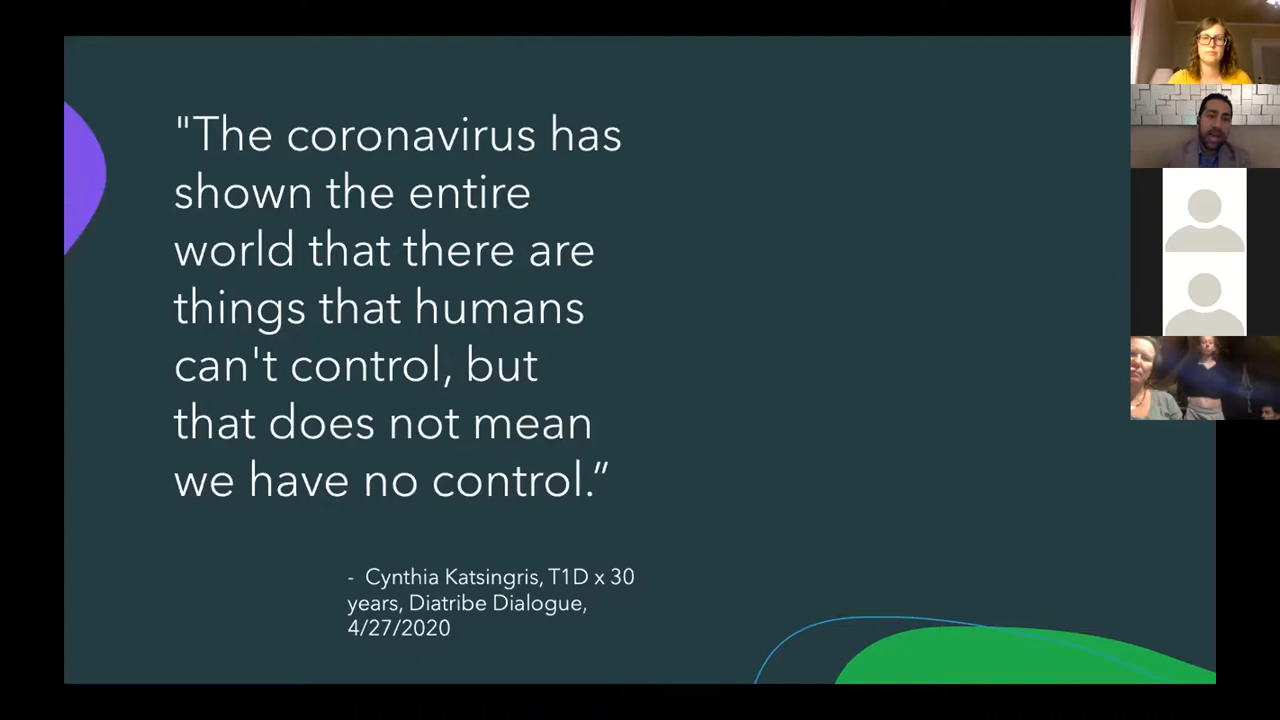 "The coronavirus has
shown the entire
world that there are
things that humans
can't control, but
that does not mean
we have no control.”
- Cynthia Katsingris, T1D x 30
years, Diatribe Dialogue,
4/27/2020